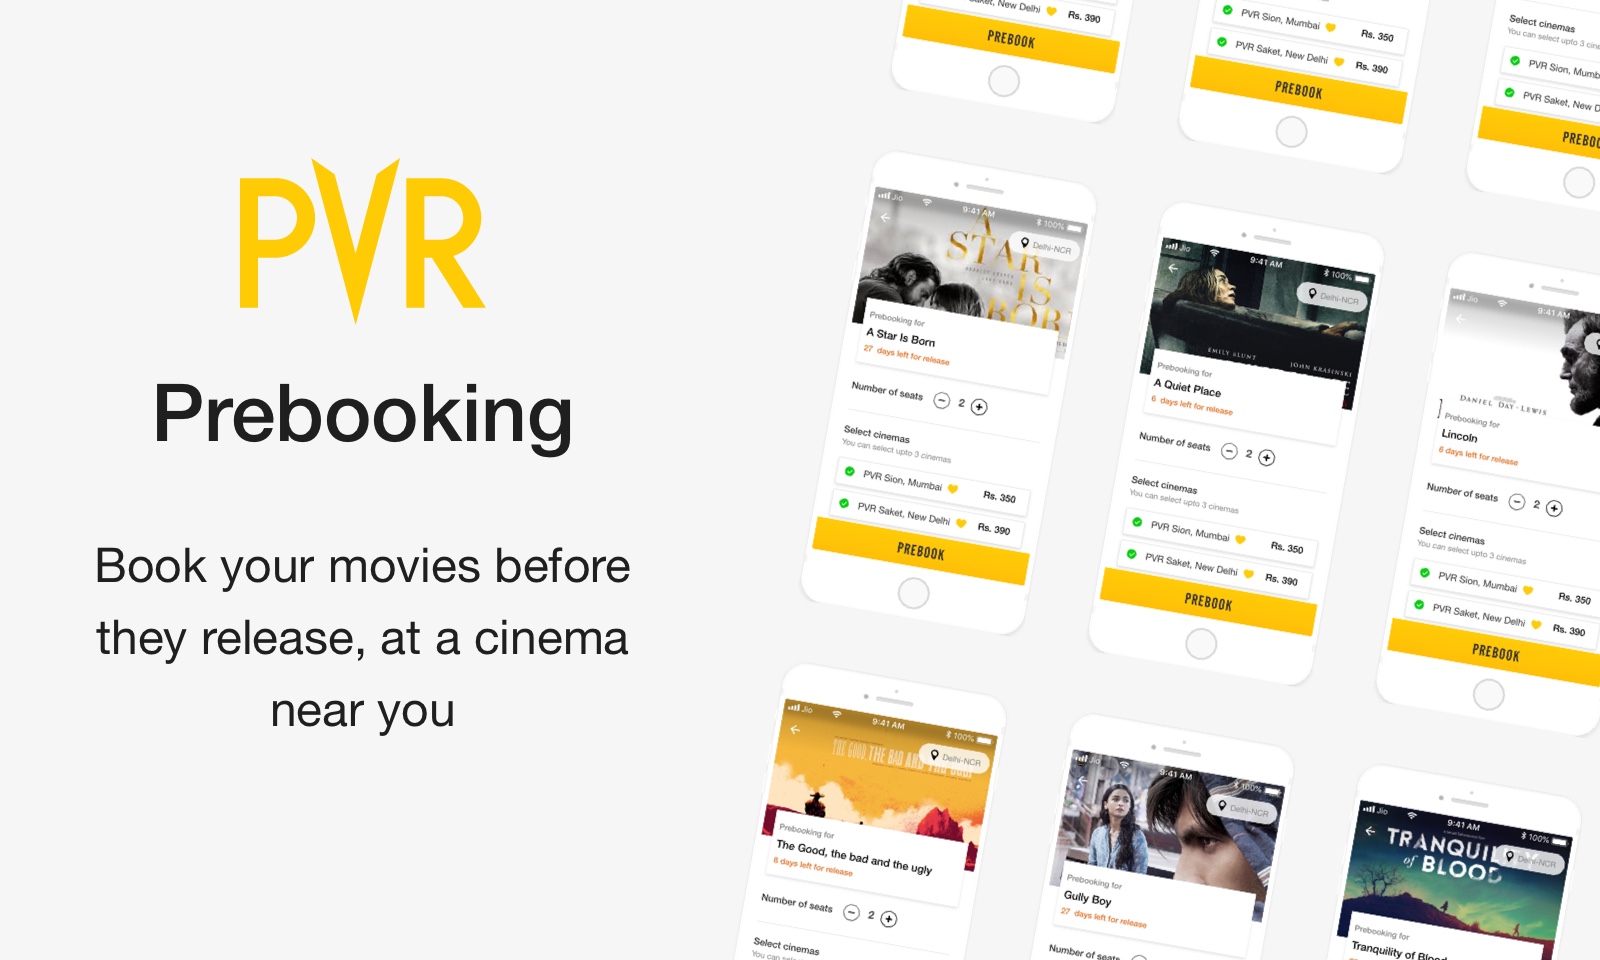 PVR
Prebooking
Book your movies before
they release, at a cinema
near you
PVR Saket, New Delhi Rs. 390
PREBOOK
PVR Sion, Mumbai Rs. 350
PVR Saket, New Delhi Rs. 390
PREBOOK
Select cinemas
You can select upto 3
PVR Sion,
PVR Saket, New
Jio 9:41 AM 100%
Delhi-NCR
A
STAR
IS
BORN
Prebooking for
A Star Is Born
27 days left for release
Number of seats 2
Select cinemas
You can select upto 3 cinemas
PVR Sion, Mumbai Rs. 350
PVR Saket, New Delhi Rs. 390
PREBOOK
Jio 9:41 AM 100%
Delhi-NCR
EMILY BLUNT JOHN KRASINSKI
Prebooking for
A Quiet Place
6 days left for release
Number of seats 2
Select cinemas
You can select upto 3 cinemas
PVR Sion, Mumbai Rs. 350
PVR Saket, New Delhi Rs. 390
PREBOOK
Jio 9:41 AM
DANIEL DAY-LEWIS
Prebooking for
Lincoln
6 days left for release
Number of seats 2
Select cinemas
You can select upto 3 cinemas
PVR Sion, Mumbai Rs. 350
PVR Saket, New Delhi Rs. 390
PREBOOK
Jio 9:41 AM 100%
Delhi-NCR
THE GOOD, THE BAD AND
Prebooking for
The Good, the bad and the ugly
8 days left for release
Number of seats 2
Select cinemas
Jio 9:41 AM 100%
Delhi-NCR
Prebooking for
Gully Boy
27 days left for release
Number of seats
Jio 9:41 AM 100%
Delhi-NCR
of BLOOD
Prebooking for
Tranquility of Blood